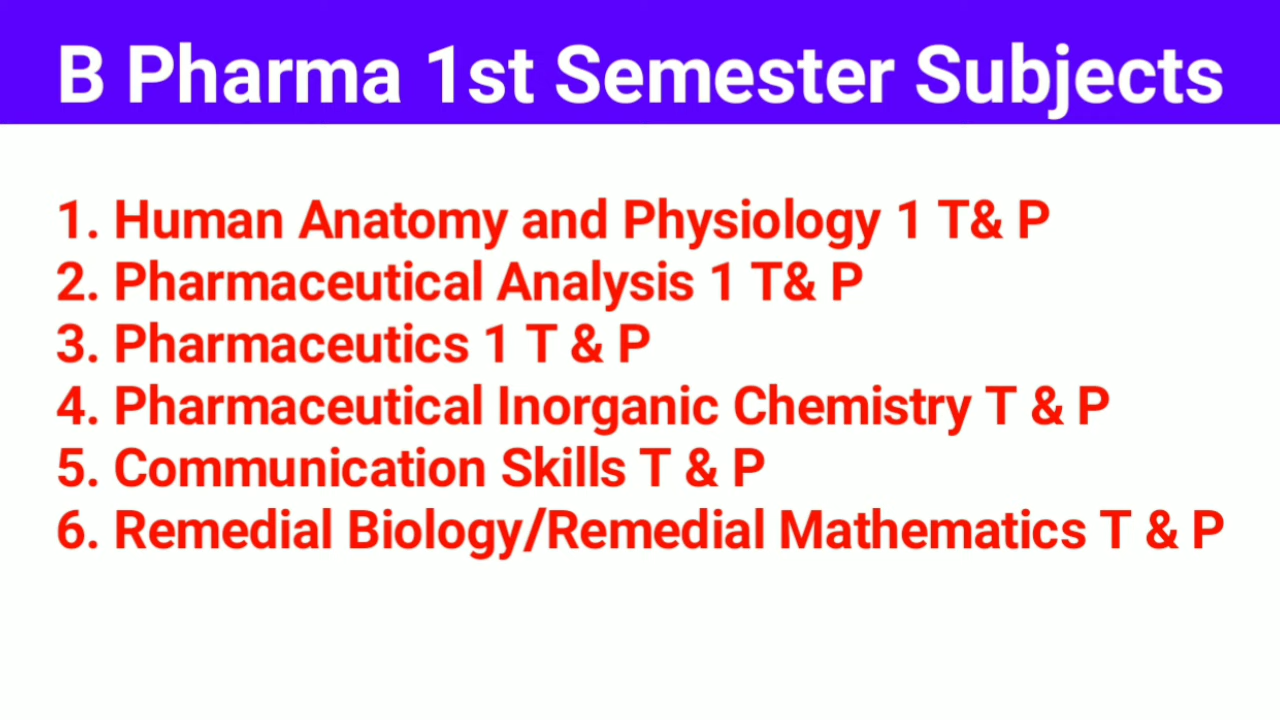 B Pharma 1st Semester Subjects
1. Human Anatomy and Physiology 1 T& P
2. Pharmaceutical Analysis 1 T& P
3. Pharmaceutics 1 T & P
4. Pharmaceutical Inorganic Chemistry T & P
5. Communication Skills T & P
6. Remedial Biology/Remedial Mathematics T & P